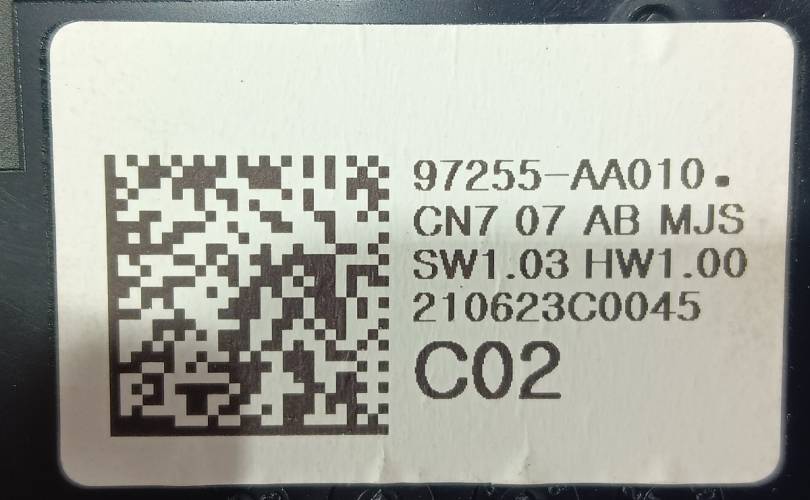 97255-AA010.
CN7 07 AB MJS
SW1.03 HW1.00
210623C0045
C02